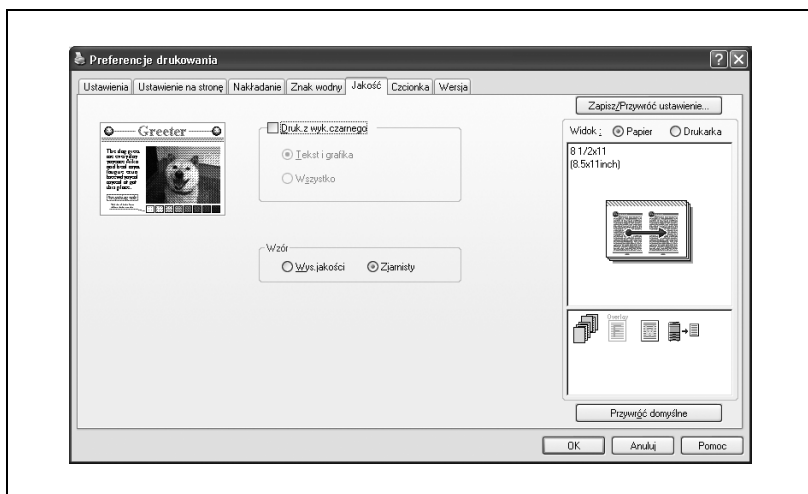 Preferencje drukowania
Ustawienia Ustawienie na stronę Nakładanie Znak wodny Jakość Czcionka Wersja
Zapisz/Przywróć ustawienie...
Greeter
Druk.z wyk.czarnego
Tekst i grafika
Wszystko
Wzór
Wys.jakości Ziarnisty
Widok : Papier Drukarka
8 1/2x11
(8.5x11inch)
Overlay
Przywróć domyślne
OK Anuluj Pomoc